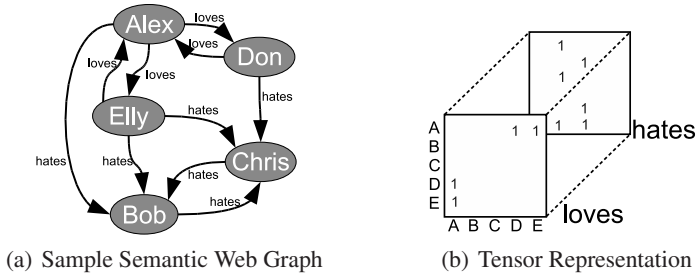 Alex
loves
loves
Don
loves
loves
Elly
hates
hates
hates
hates
Chris
hates
hates
Bob
(a) Sample Semantic Web Graph
1
1
1
1
1 1
1 1
A
B
C
D
E
1
1
A B C D E
hates
loves
(b) Tensor Representation